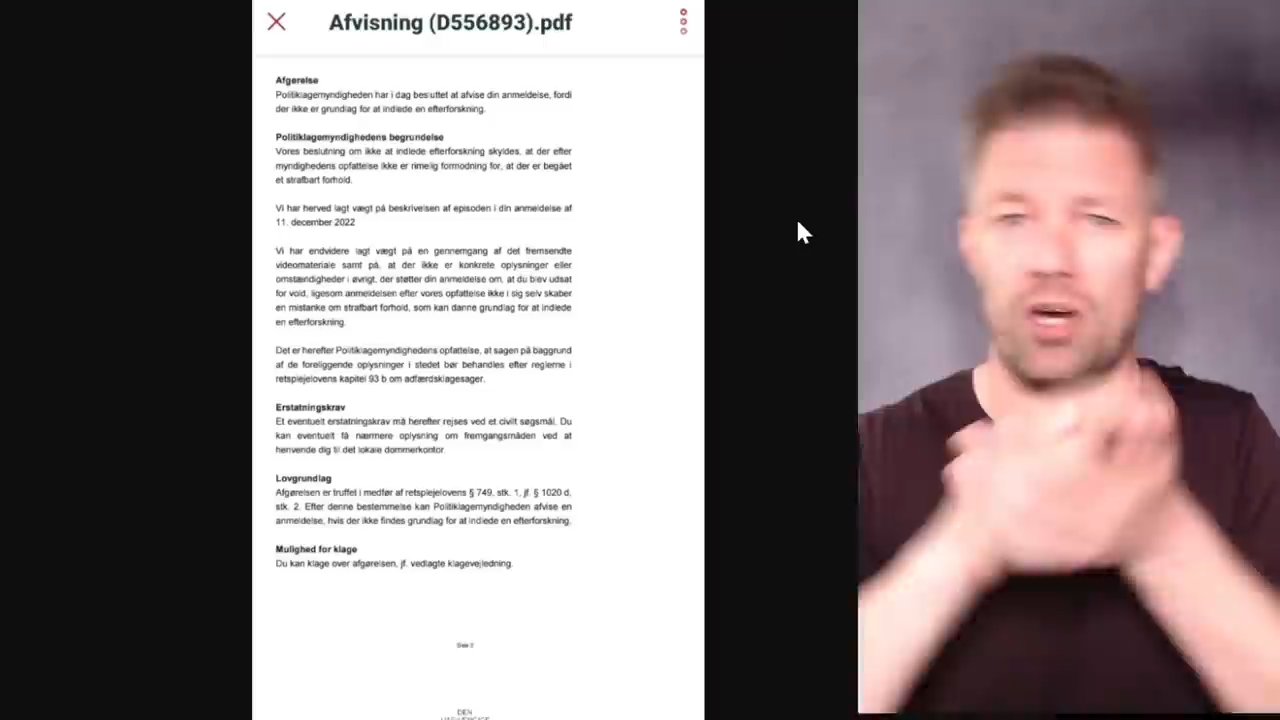 Afvisning (D556893).pdf
Afgørelse
Politiklagemyndigheden har i dag besluttet at afvise din anmeldelse, fordi
der ikke er grundlag for at indlede en efterforskning.
Politiklagemyndighedens begrundelse
Vores beslutning om ikke at indlede efterforskning skyldes, at der efter
myndighedens opfattelse ikke er rimelig formodning for, at der er begået
et strafbart forhold.
Vi har herved lagt vægt på beskrivelsen af episoden i din anmeldelse af
11. december 2022
Vi har endvidere lagt vægt på en gennemgang af det fremsendte
videomateriale samt på, at der ikke er konkrete oplysninger eller
omstændigheder i øvrigt, der støtter din anmeldelse om, at du blev udsat
for vold, ligesom anmeldelsen efter vores opfattelse ikke i sig selv skaber
en mistanke om strafbart forhold, som kan danne grundlag for at indlede
en efterforskning.
Det er herefter Politiklagemyndighedens opfattelse, at sagen på baggrund
af de foreliggende oplysninger i stedet bør behandles efter reglerne i
retsplejelovens kapitel 93 b om adfærdsklagesager.
Erstatningskrav
Et eventuelt erstatningskrav må herefter rejses ved et civilt søgsmål. Du
kan eventuelt få nærmere oplysning om fremgangsmåden ved at
henvende dig til det lokale dommerkontor.
Lovgrundlag
Afgørelsen er truffet i medfør af retsplejelovens § 749, stk. 1, jf. § 1020 d,
stk. 2. Efter denne bestemmelse kan Politiklagemyndigheden afvise en
anmeldelse, hvis der ikke findes grundlag for at indlede en efterforskning.
Mulighed for klage
Du kan klage over afgørelsen, jf. vedlagte klagevejledning.
Side 2
DEN